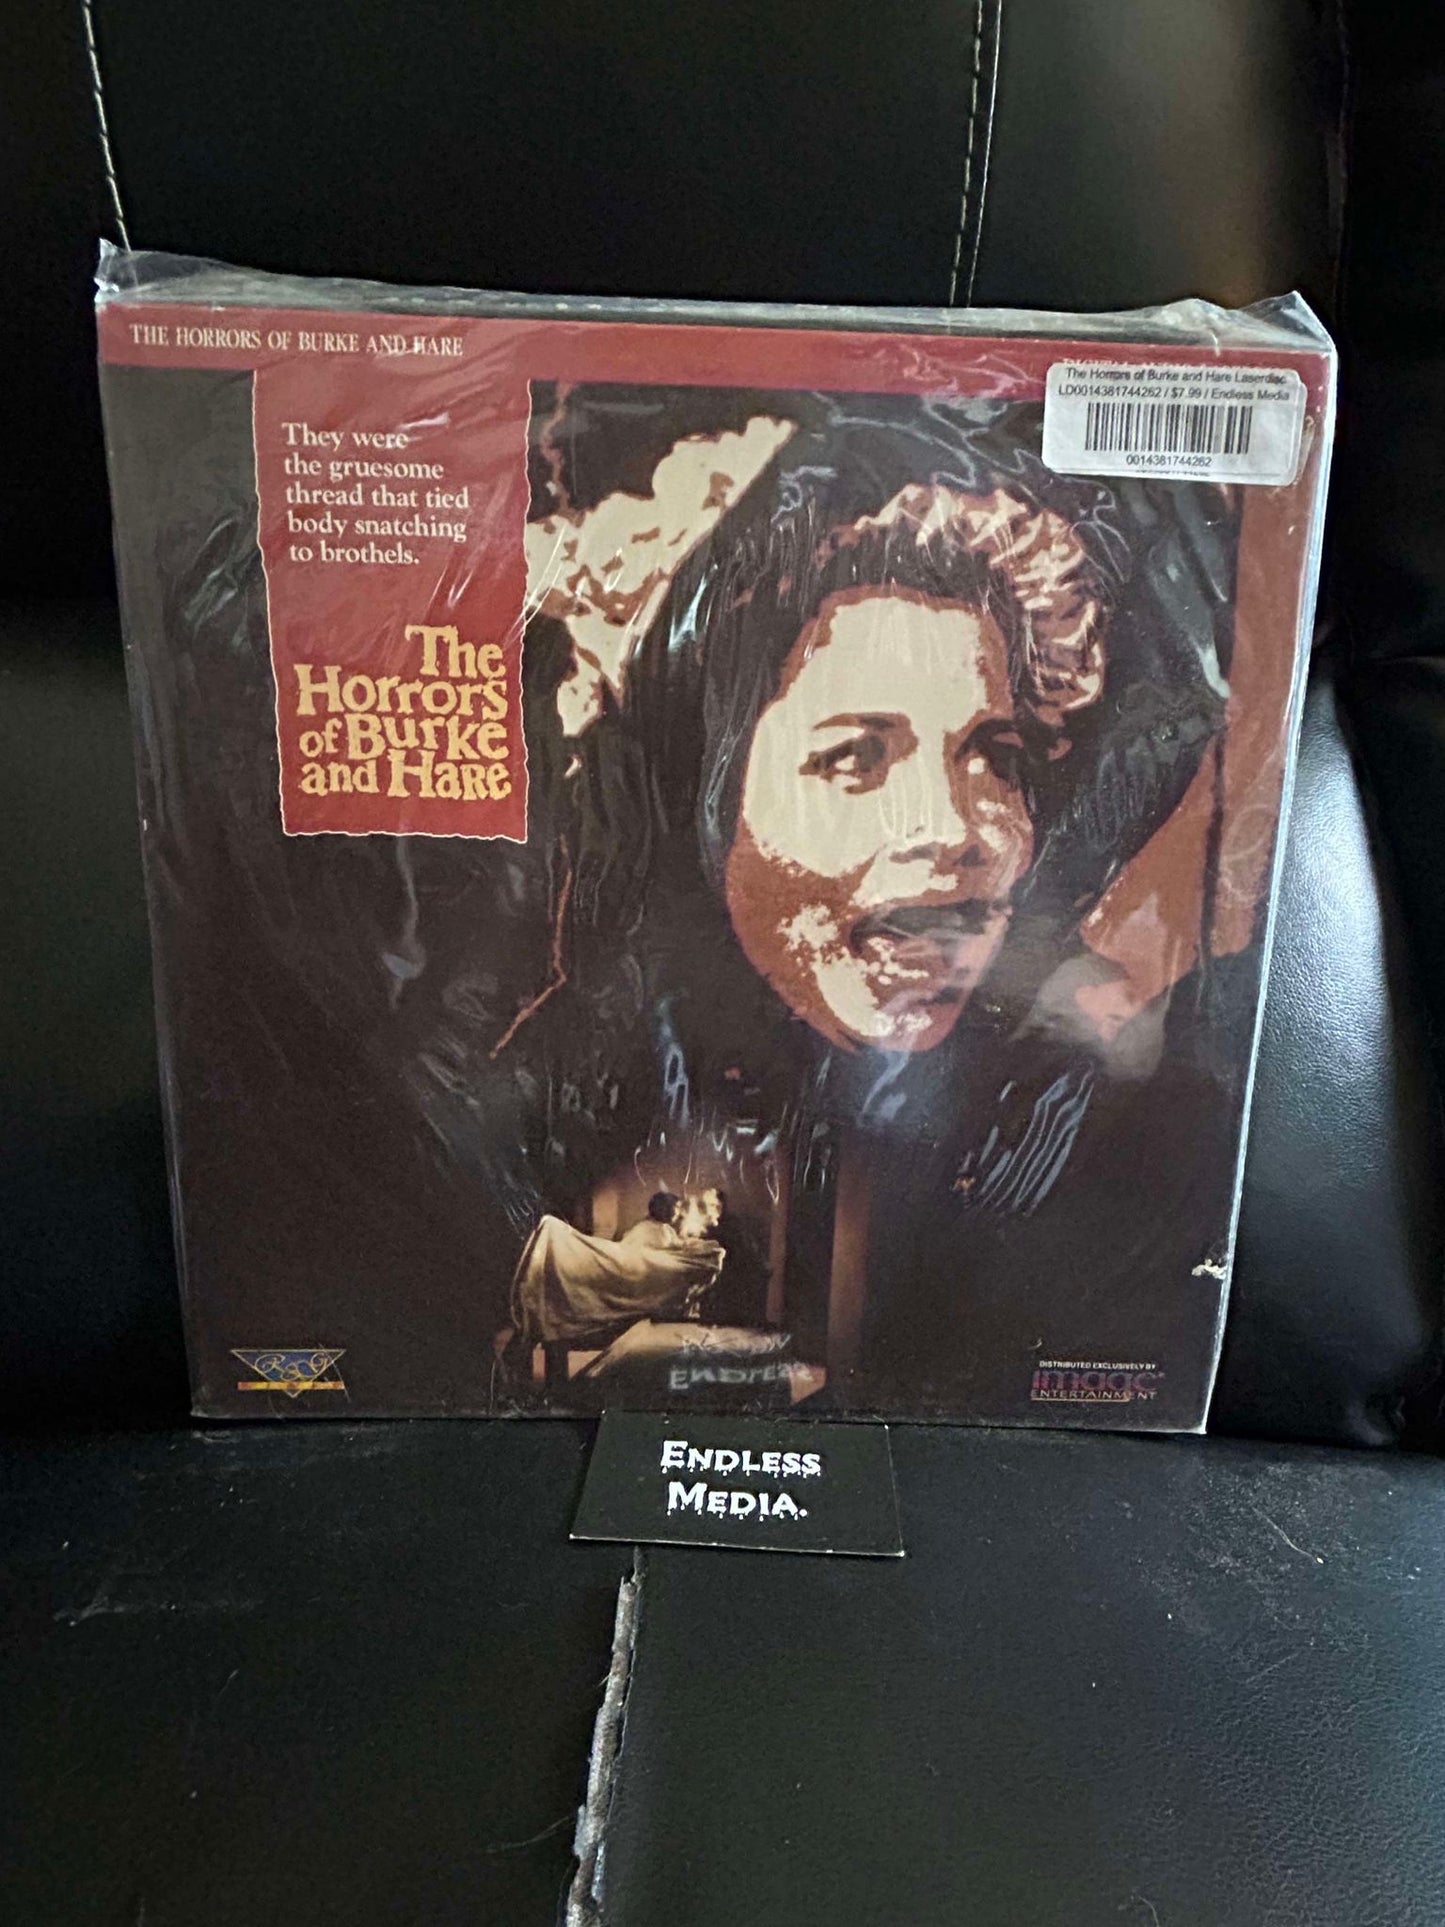 THE HORRORS OF BURKE AND HARE
The Horrors of Burke and Hare Laserdisc
LD0014381744262 / $7.99 / Endless Media
0014381744262
They were
the gruesome
thread that tied
body snatching
to brothels.
The
Horrors
of Burke
and Hare
R&G
DISTRIBUTED EXCLUSIVELY BY
image
ENTERTAINMENT
ENDLESS
MEDIA.